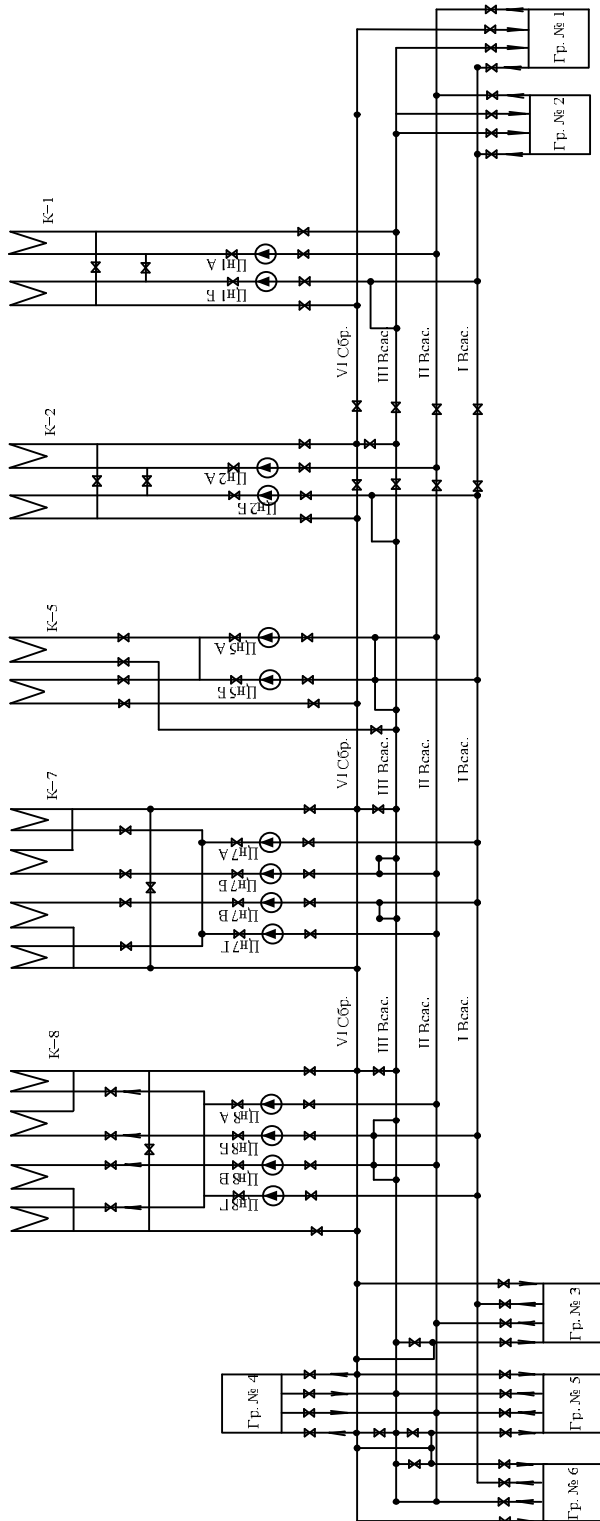 Гр. № 1
Гр. № 2
К–1
Цн1 А
Цн1 Б
VI Сбр.
III Всас.
II Всас.
I Всас.
К–2
Цн2 А
Цн2 Б
К–5
Цн5 А
Цн5 Б
VI Сбр.
III Всас.
II Всас.
I Всас.
К–7
Цн7 А
Цн7 Б
Цн7 В
Цн7 Г
VI Сбр.
III Всас.
II Всас.
I Всас.
К–8
Цн8 А
Цн8 Б
Цн8 В
Цн8 Г
Гр. № 3
Гр. № 4
Гр. № 5
Гр. № 6